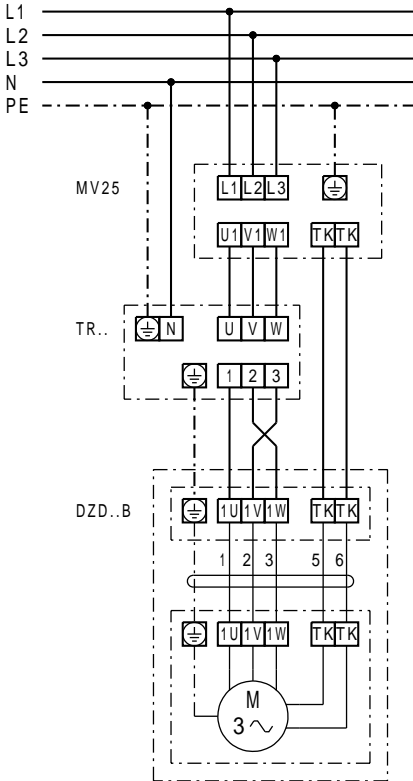 L1
L2
L3
N
PE
MV25 L1 L2 L3
U1 V1 W1 TK TK
TR.. N U V W
1 2 3
DZD..B 1U 1V 1W TK TK
1 2 3 5 6
1U 1V 1W TK TK
M
3